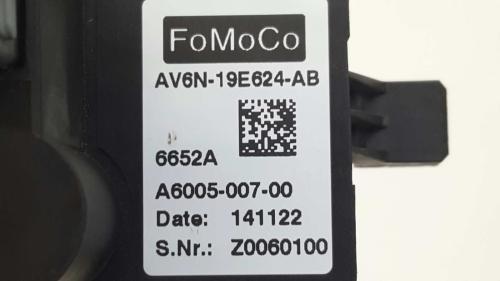 FoMoCo
AV6N-19E624-AB
6652A
A6005-007-00
Date: 141122
S.Nr.: Z0060100